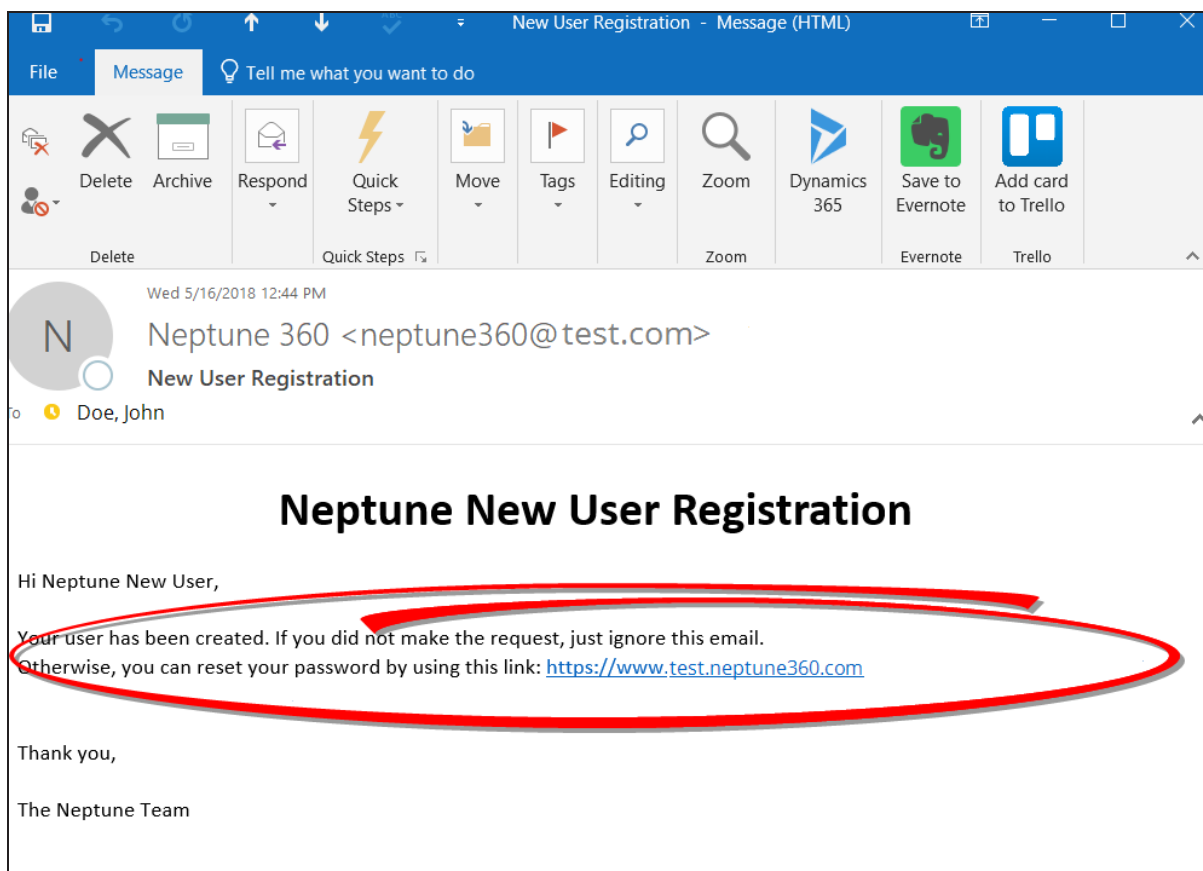 New User Registration - Message (HTML)
File Message Tell me what you want to do
Delete Archive Respond Quick Steps Move Tags Editing Zoom Dynamics 365 Save to Evernote Add card to Trello
Delete Quick Steps Zoom Evernote Trello
Wed 5/16/2018 12:44 PM
N
Neptune 360 <neptune360@test.com>
New User Registration
To Doe, John
Neptune New User Registration
Hi Neptune New User,
Your user has been created. If you did not make the request, just ignore this email.
Otherwise, you can reset your password by using this link: https://www.test.neptune360.com
Thank you,
The Neptune Team